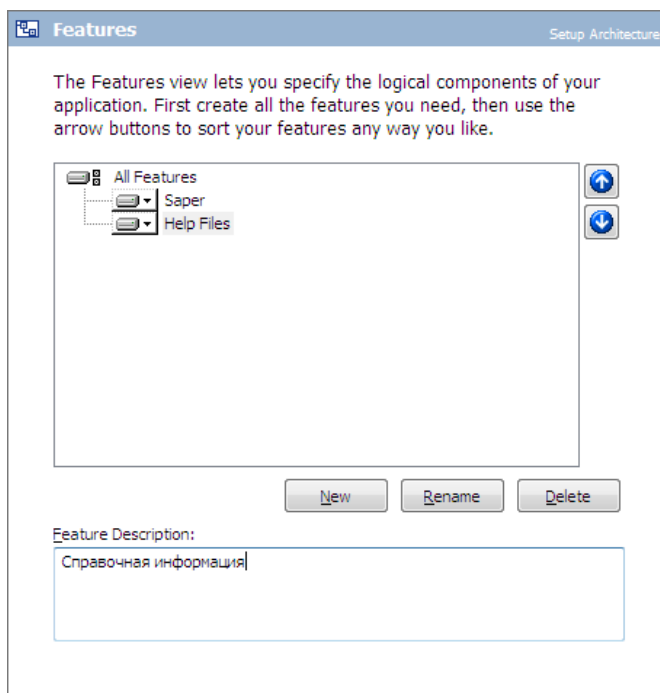 Features
Setup Architecture
The Features view lets you specify the logical components of your
application. First create all the features you need, then use the
arrow buttons to sort your features any way you like.
All Features
Saper
Help Files
New
Rename
Delete
Feature Description:
Справочная информация